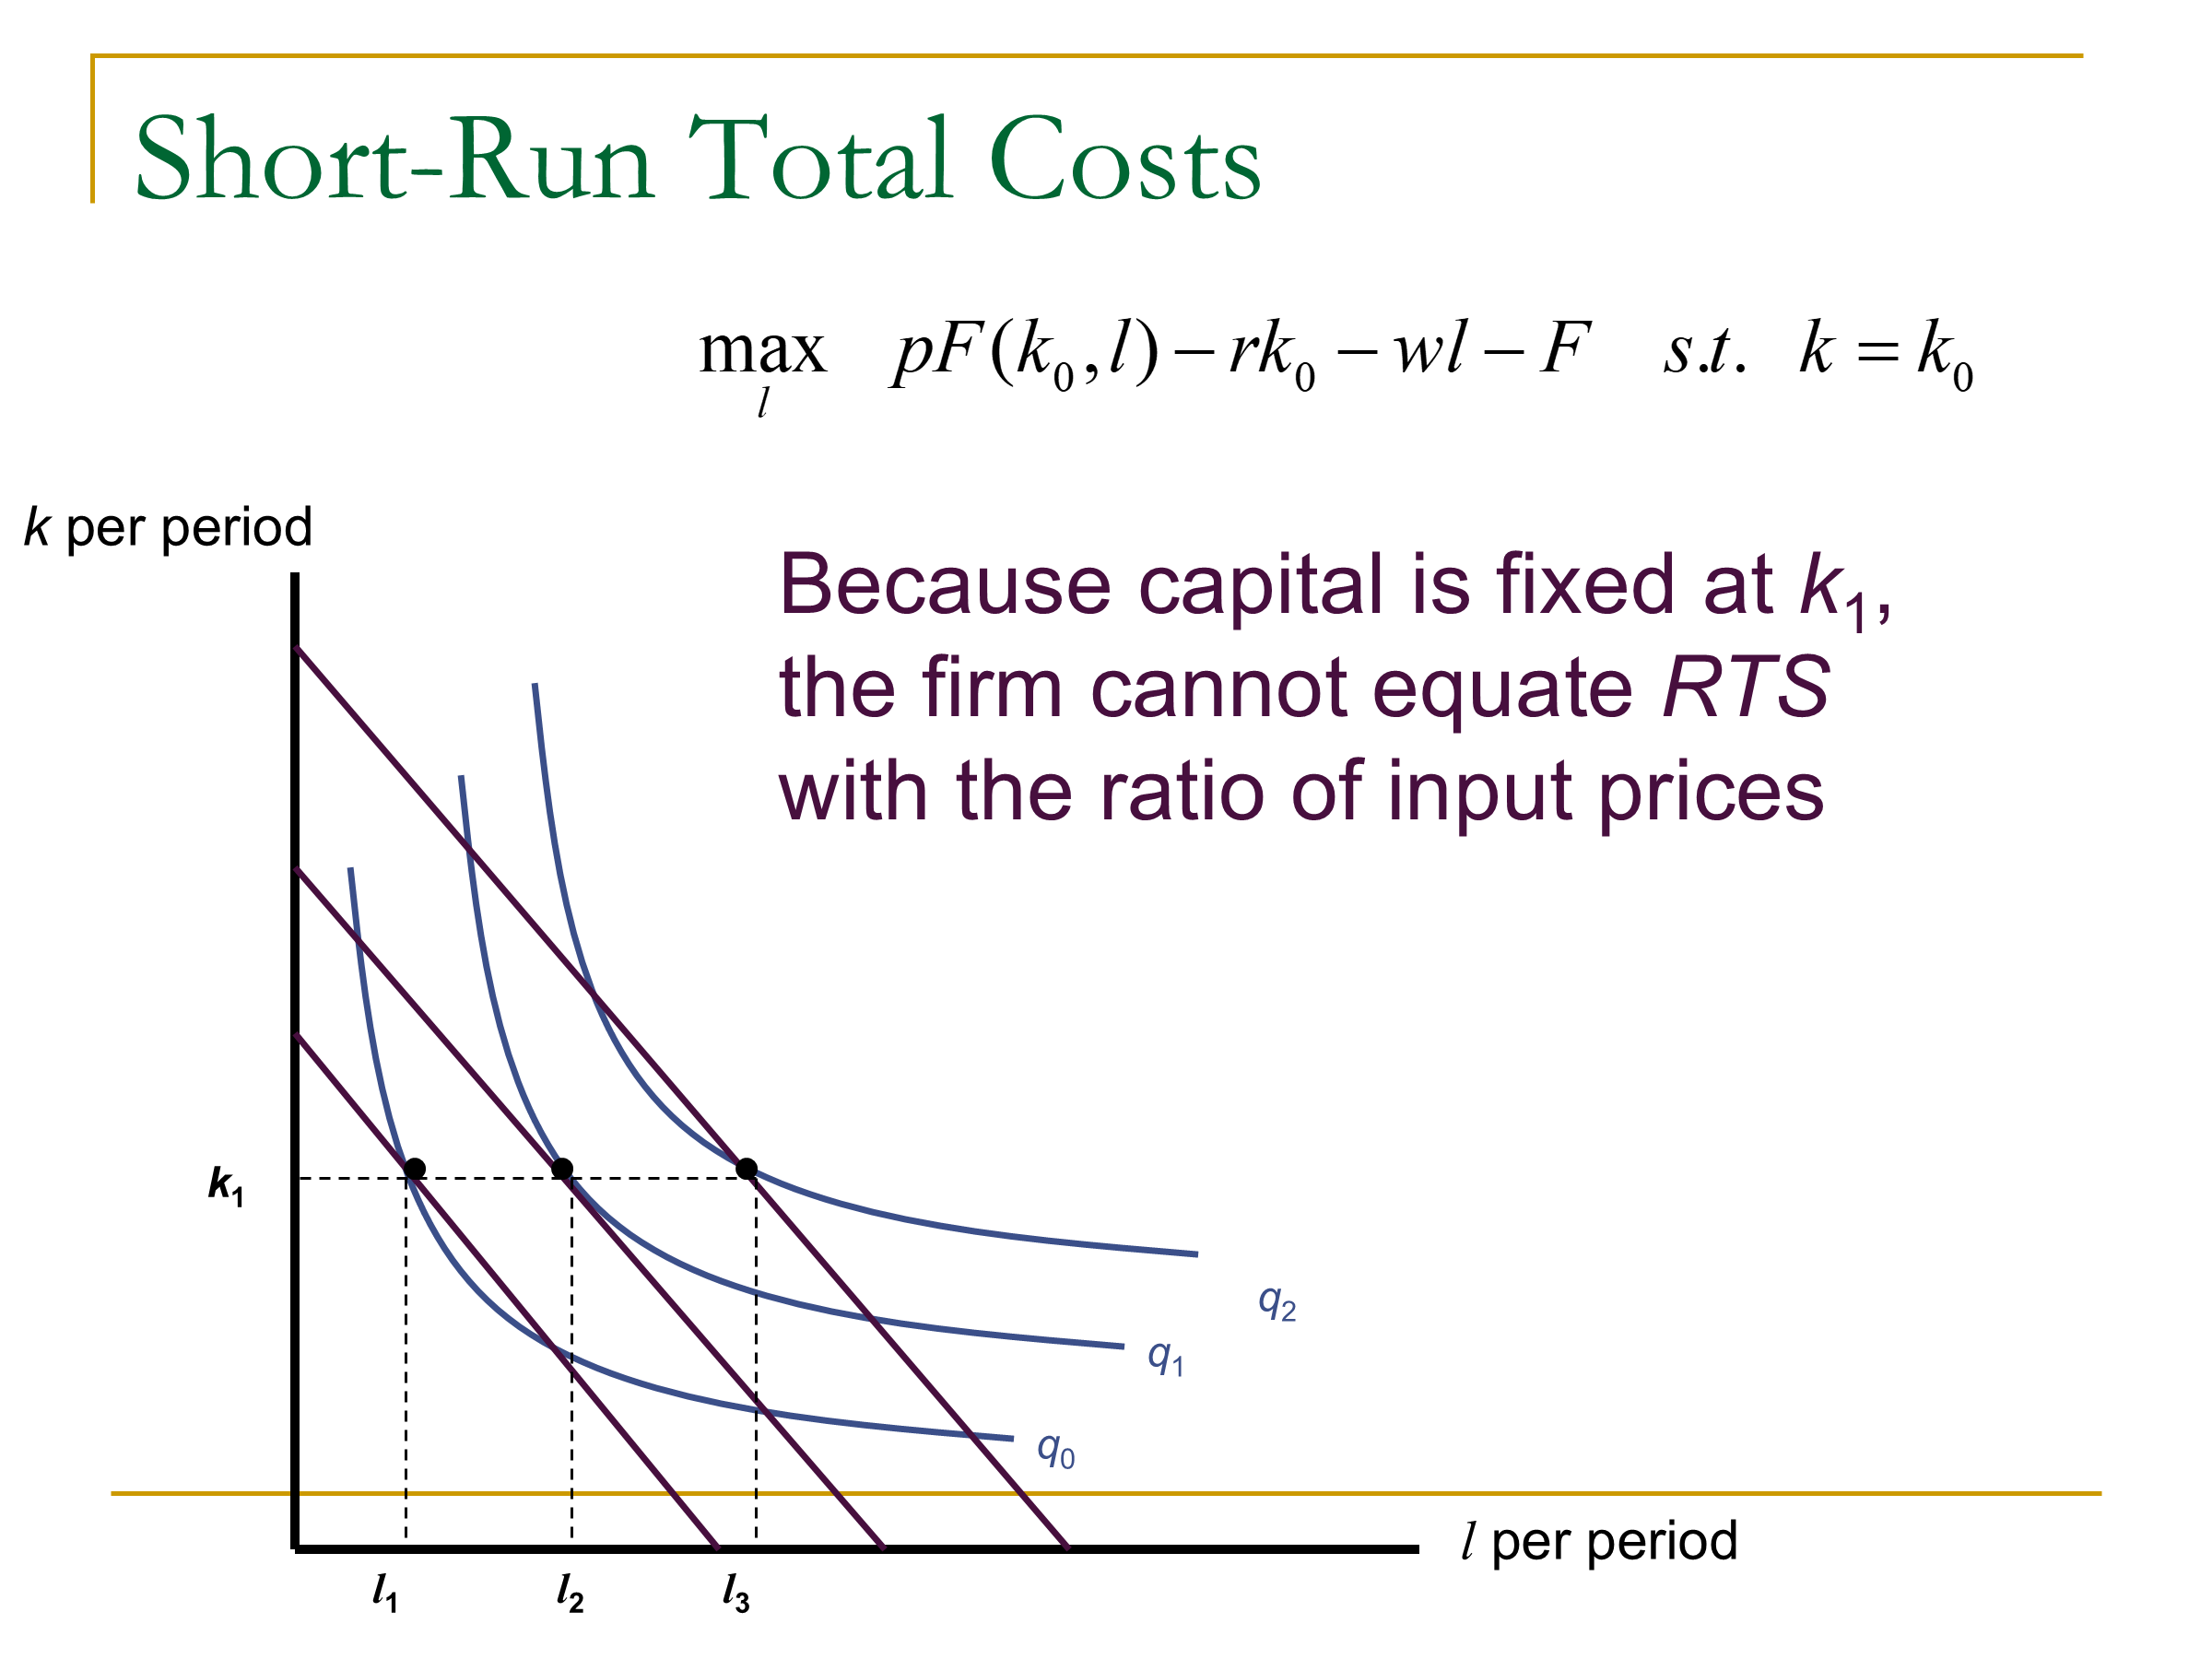 Short-Run Total Costs
max pF(k₀,l) − rk₀ − wl − F s.t. k = k₀
l
k per period
Because capital is fixed at k₁,
the firm cannot equate RTS
with the ratio of input prices
k₁
q₂
q₁
q₀
l per period
l₁ l₂ l₃